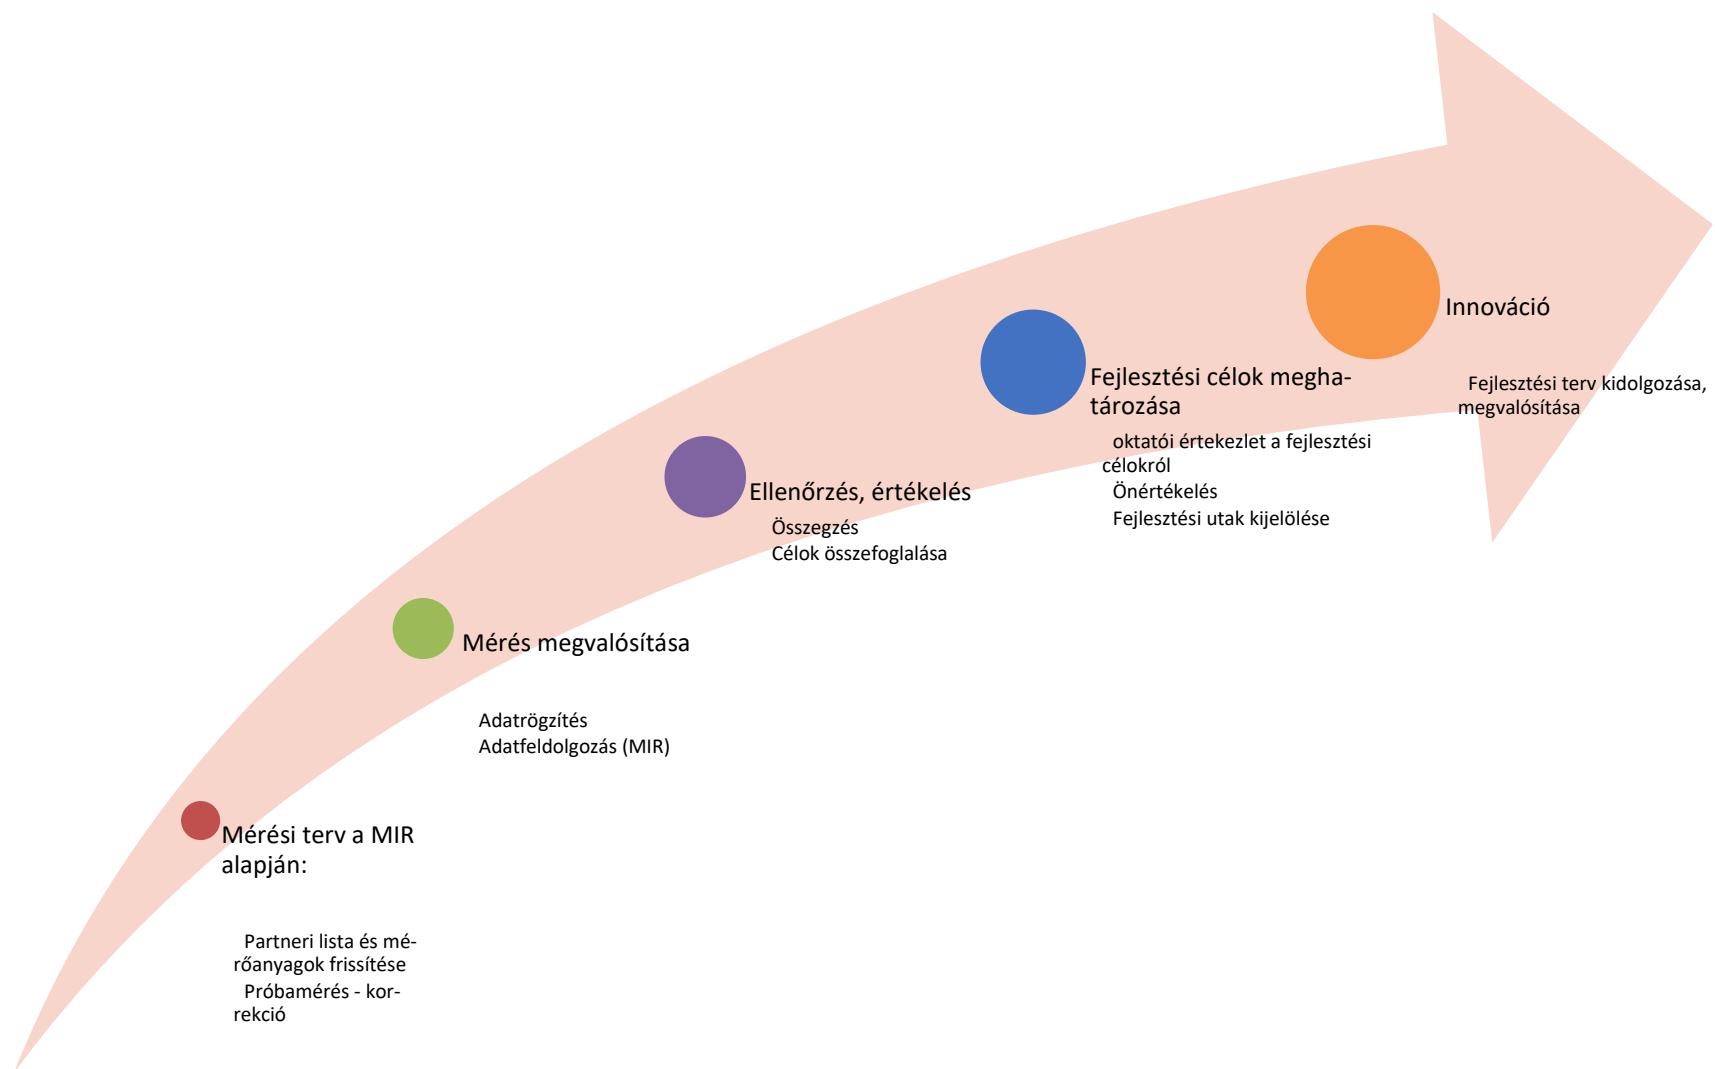 Mérési terv a MIR
alapján:
Partneri lista és mé-
rőanyagok frissítése
Próbamérés - kor-
rekció
Mérés megvalósítása
Adatrögzítés
Adatfeldolgozás (MIR)
Ellenőrzés, értékelés
Összegzés
Célok összefoglalása
Fejlesztési célok megha-
tározása
oktatói értekezlet a fejlesztési
célokról
Önértékelés
Fejlesztési utak kijelölése
Innováció
Fejlesztési terv kidolgozása,
megvalósítása